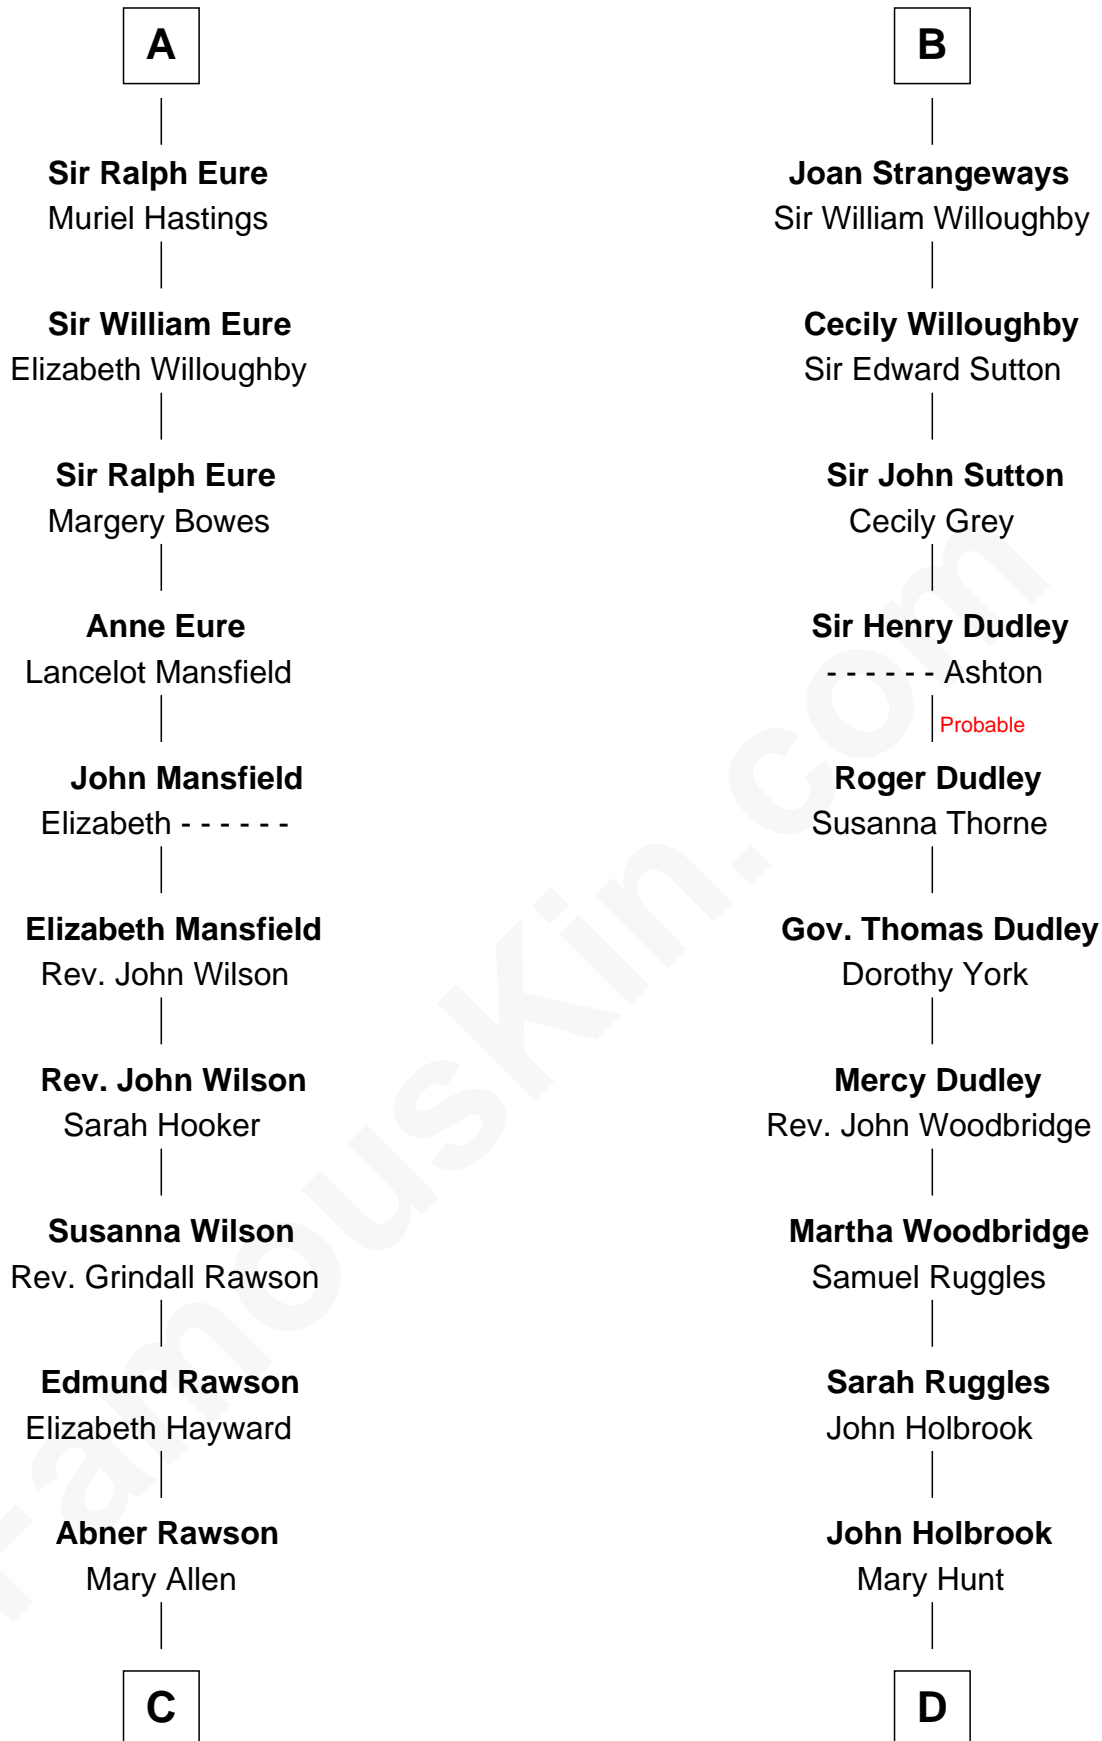 A
Sir Ralph Eure
Muriel Hastings
Sir William Eure
Elizabeth Willoughby
Sir Ralph Eure
Margery Bowes
Anne Eure
Lancelot Mansfield
John Mansfield
Elizabeth - - - - - -
Elizabeth Mansfield
Rev. John Wilson
Rev. John Wilson
Sarah Hooker
Susanna Wilson
Rev. Grindall Rawson
Edmund Rawson
Elizabeth Hayward
Abner Rawson
Mary Allen
C
B
Joan Strangeways
Sir William Willoughby
Cecily Willoughby
Sir Edward Sutton
Sir John Sutton
Cecily Grey
Sir Henry Dudley
- - - - - - Ashton
Probable
Roger Dudley
Susanna Thorne
Gov. Thomas Dudley
Dorothy York
Mercy Dudley
Rev. John Woodbridge
Martha Woodbridge
Samuel Ruggles
Sarah Ruggles
John Holbrook
John Holbrook
Mary Hunt
D
FamousKin.com